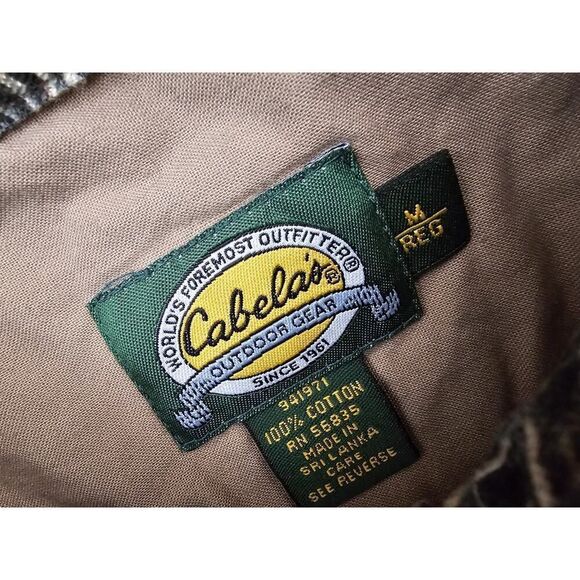 WORLD'S FOREMOST OUTFITTER®
Cabela's®
OUTDOOR GEAR
SINCE 1961
M
REG
941971
100% COTTON
RN 55835
MADE IN
SRI LANKA
CARE
SEE REVERSE